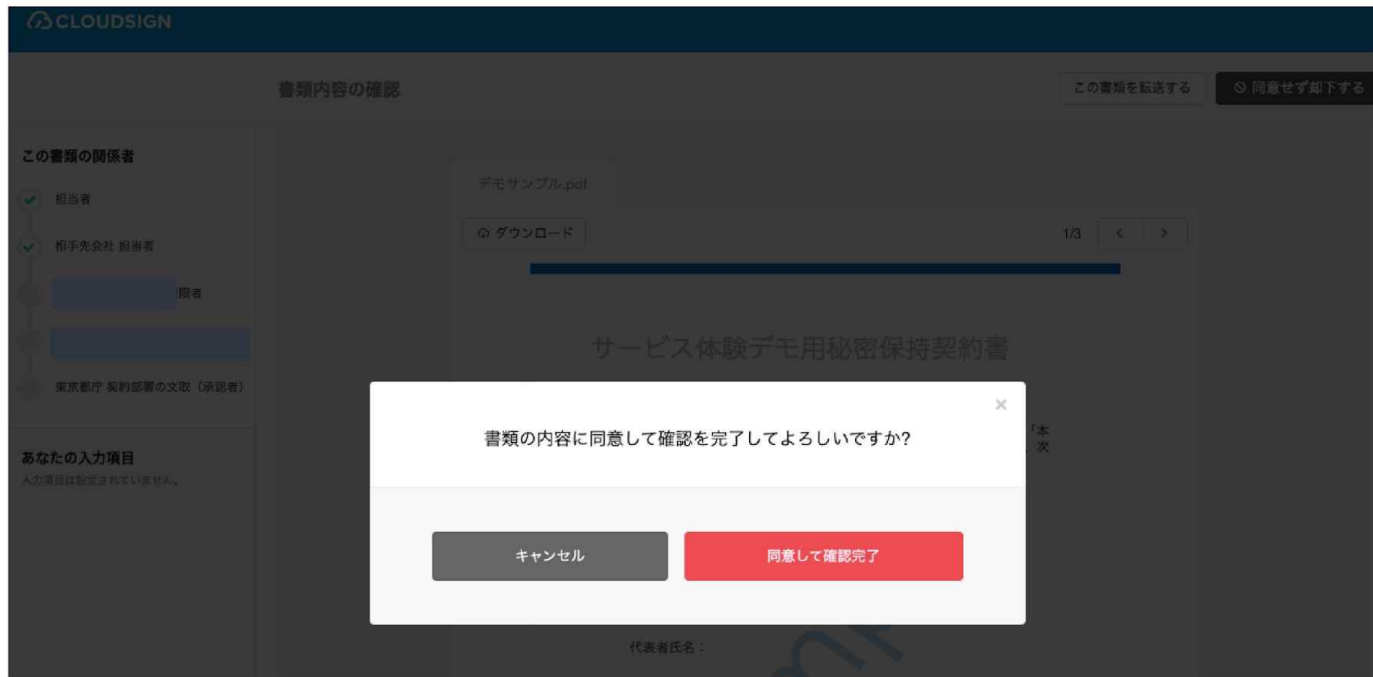 CLOUDSIGN
書類内容の確認
この書類を転送する
同意せず却下する
この書類の関係者
担当者
相手先会社 担当者
限者
東京都庁 契約部署の文取（承認者）
あなたの入力項目
入力項目は設定されていません。
デモサンプル.pdf
ダウンロード
1/3
サービス体験デモ用秘密保持契約書
「本
次
書類の内容に同意して確認を完了してよろしいですか?
キャンセル
同意して確認完了
代表者氏名：